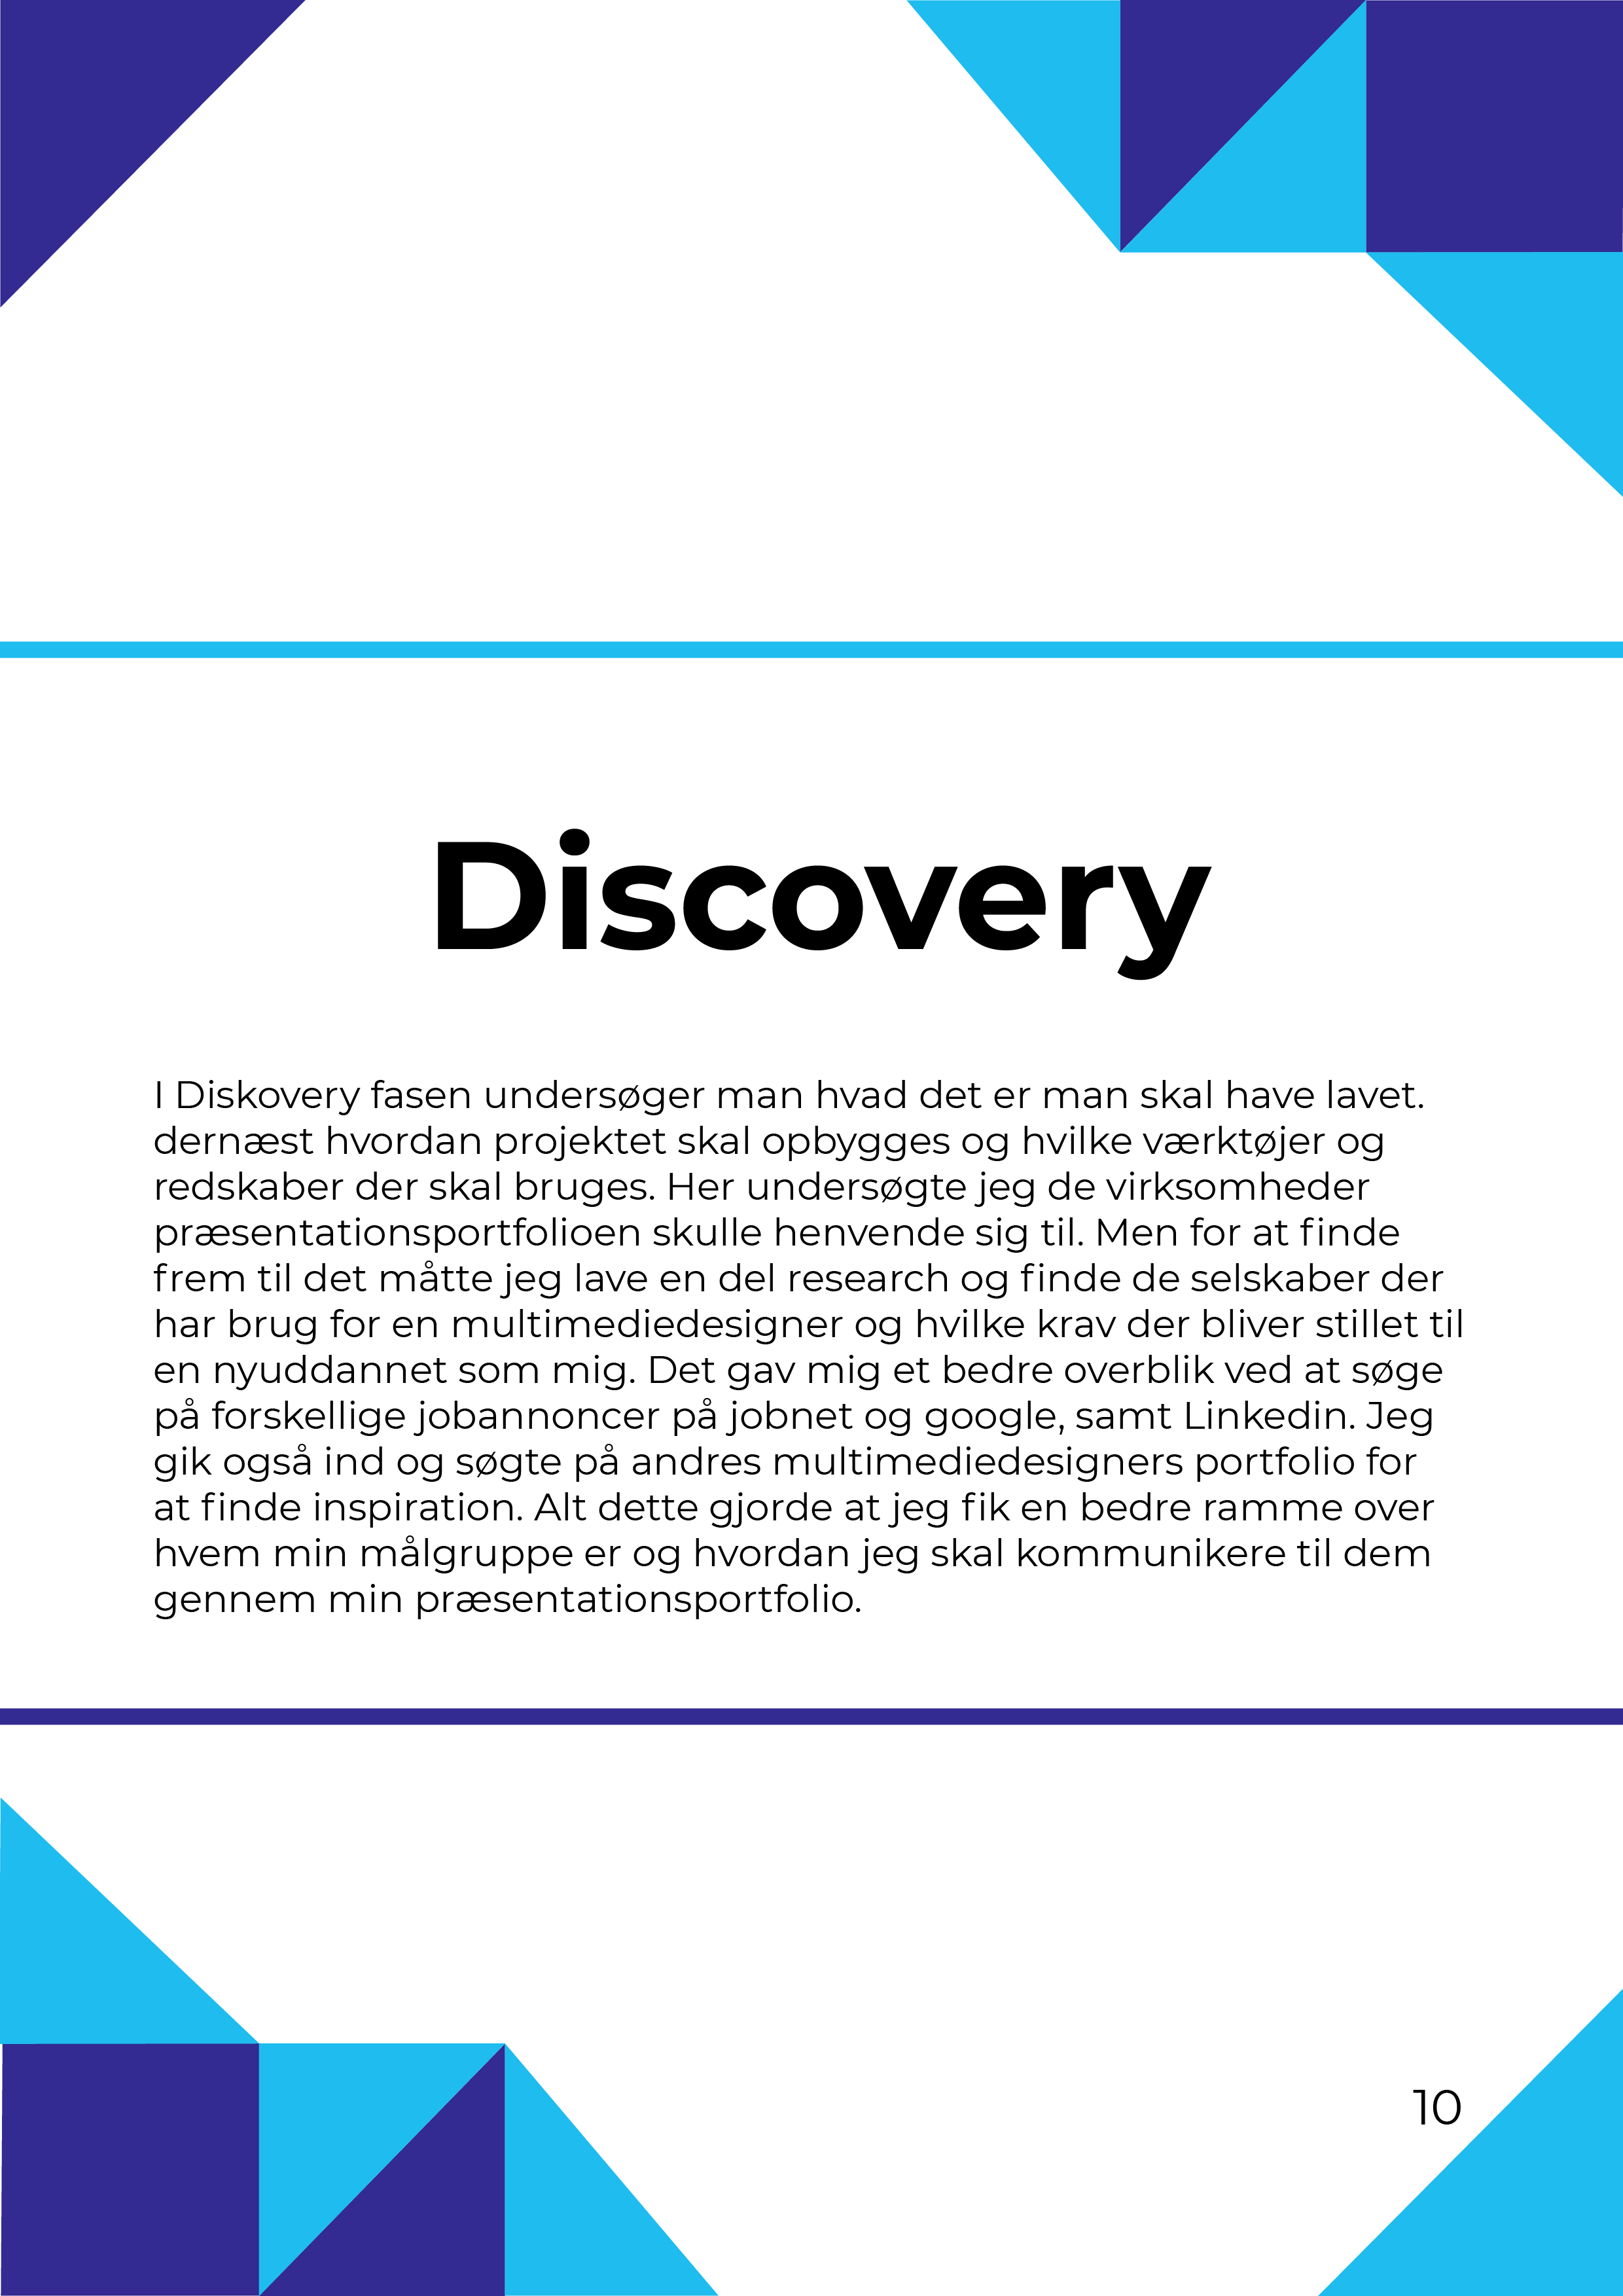 Discovery
I Diskovery fasen undersøger man hvad det er man skal have lavet.
dernæst hvordan projektet skal opbygges og hvilke værktøjer og
redskaber der skal bruges. Her undersøgte jeg de virksomheder
præsentationsportfolioen skulle henvende sig til. Men for at finde
frem til det måtte jeg lave en del research og finde de selskaber der
har brug for en multimediedesigner og hvilke krav der bliver stillet til
en nyuddannet som mig. Det gav mig et bedre overblik ved at søge
på forskellige jobannoncer på jobnet og google, samt Linkedin. Jeg
gik også ind og søgte på andres multimediedesigners portfolio for
at finde inspiration. Alt dette gjorde at jeg fik en bedre ramme over
hvem min målgruppe er og hvordan jeg skal kommunikere til dem
gennem min præsentationsportfolio.
10